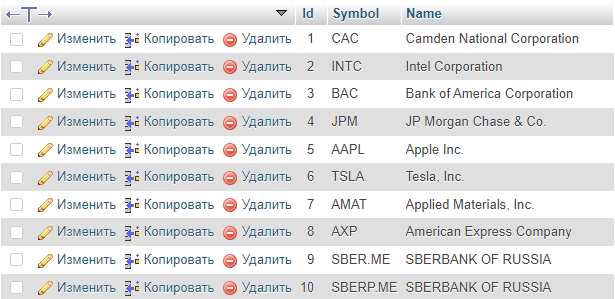 Id Symbol Name
Изменить Копировать Удалить 1 CAC Camden National Corporation
Изменить Копировать Удалить 2 INTC Intel Corporation
Изменить Копировать Удалить 3 BAC Bank of America Corporation
Изменить Копировать Удалить 4 JPM JP Morgan Chase & Co.
Изменить Копировать Удалить 5 AAPL Apple Inc.
Изменить Копировать Удалить 6 TSLA Tesla, Inc.
Изменить Копировать Удалить 7 AMAT Applied Materials, Inc.
Изменить Копировать Удалить 8 AXP American Express Company
Изменить Копировать Удалить 9 SBER.ME SBERBANK OF RUSSIA
Изменить Копировать Удалить 10 SBERP.ME SBERBANK OF RUSSIA